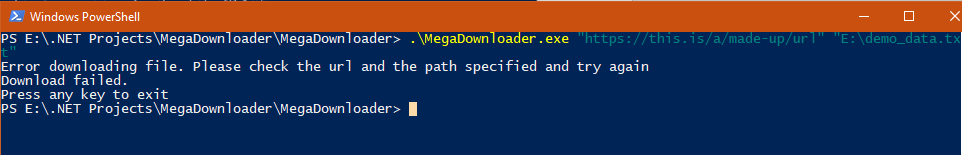 Windows PowerShell
PS E:\.NET Projects\MegaDownloader\MegaDownloader> .\MegaDownloader.exe "https://this.is/a/made-up/url" "E:\demo_data.tx
t"
Error downloading file. Please check the url and the path specified and try again
Download failed.
Press any key to exit
PS E:\.NET Projects\MegaDownloader\MegaDownloader>